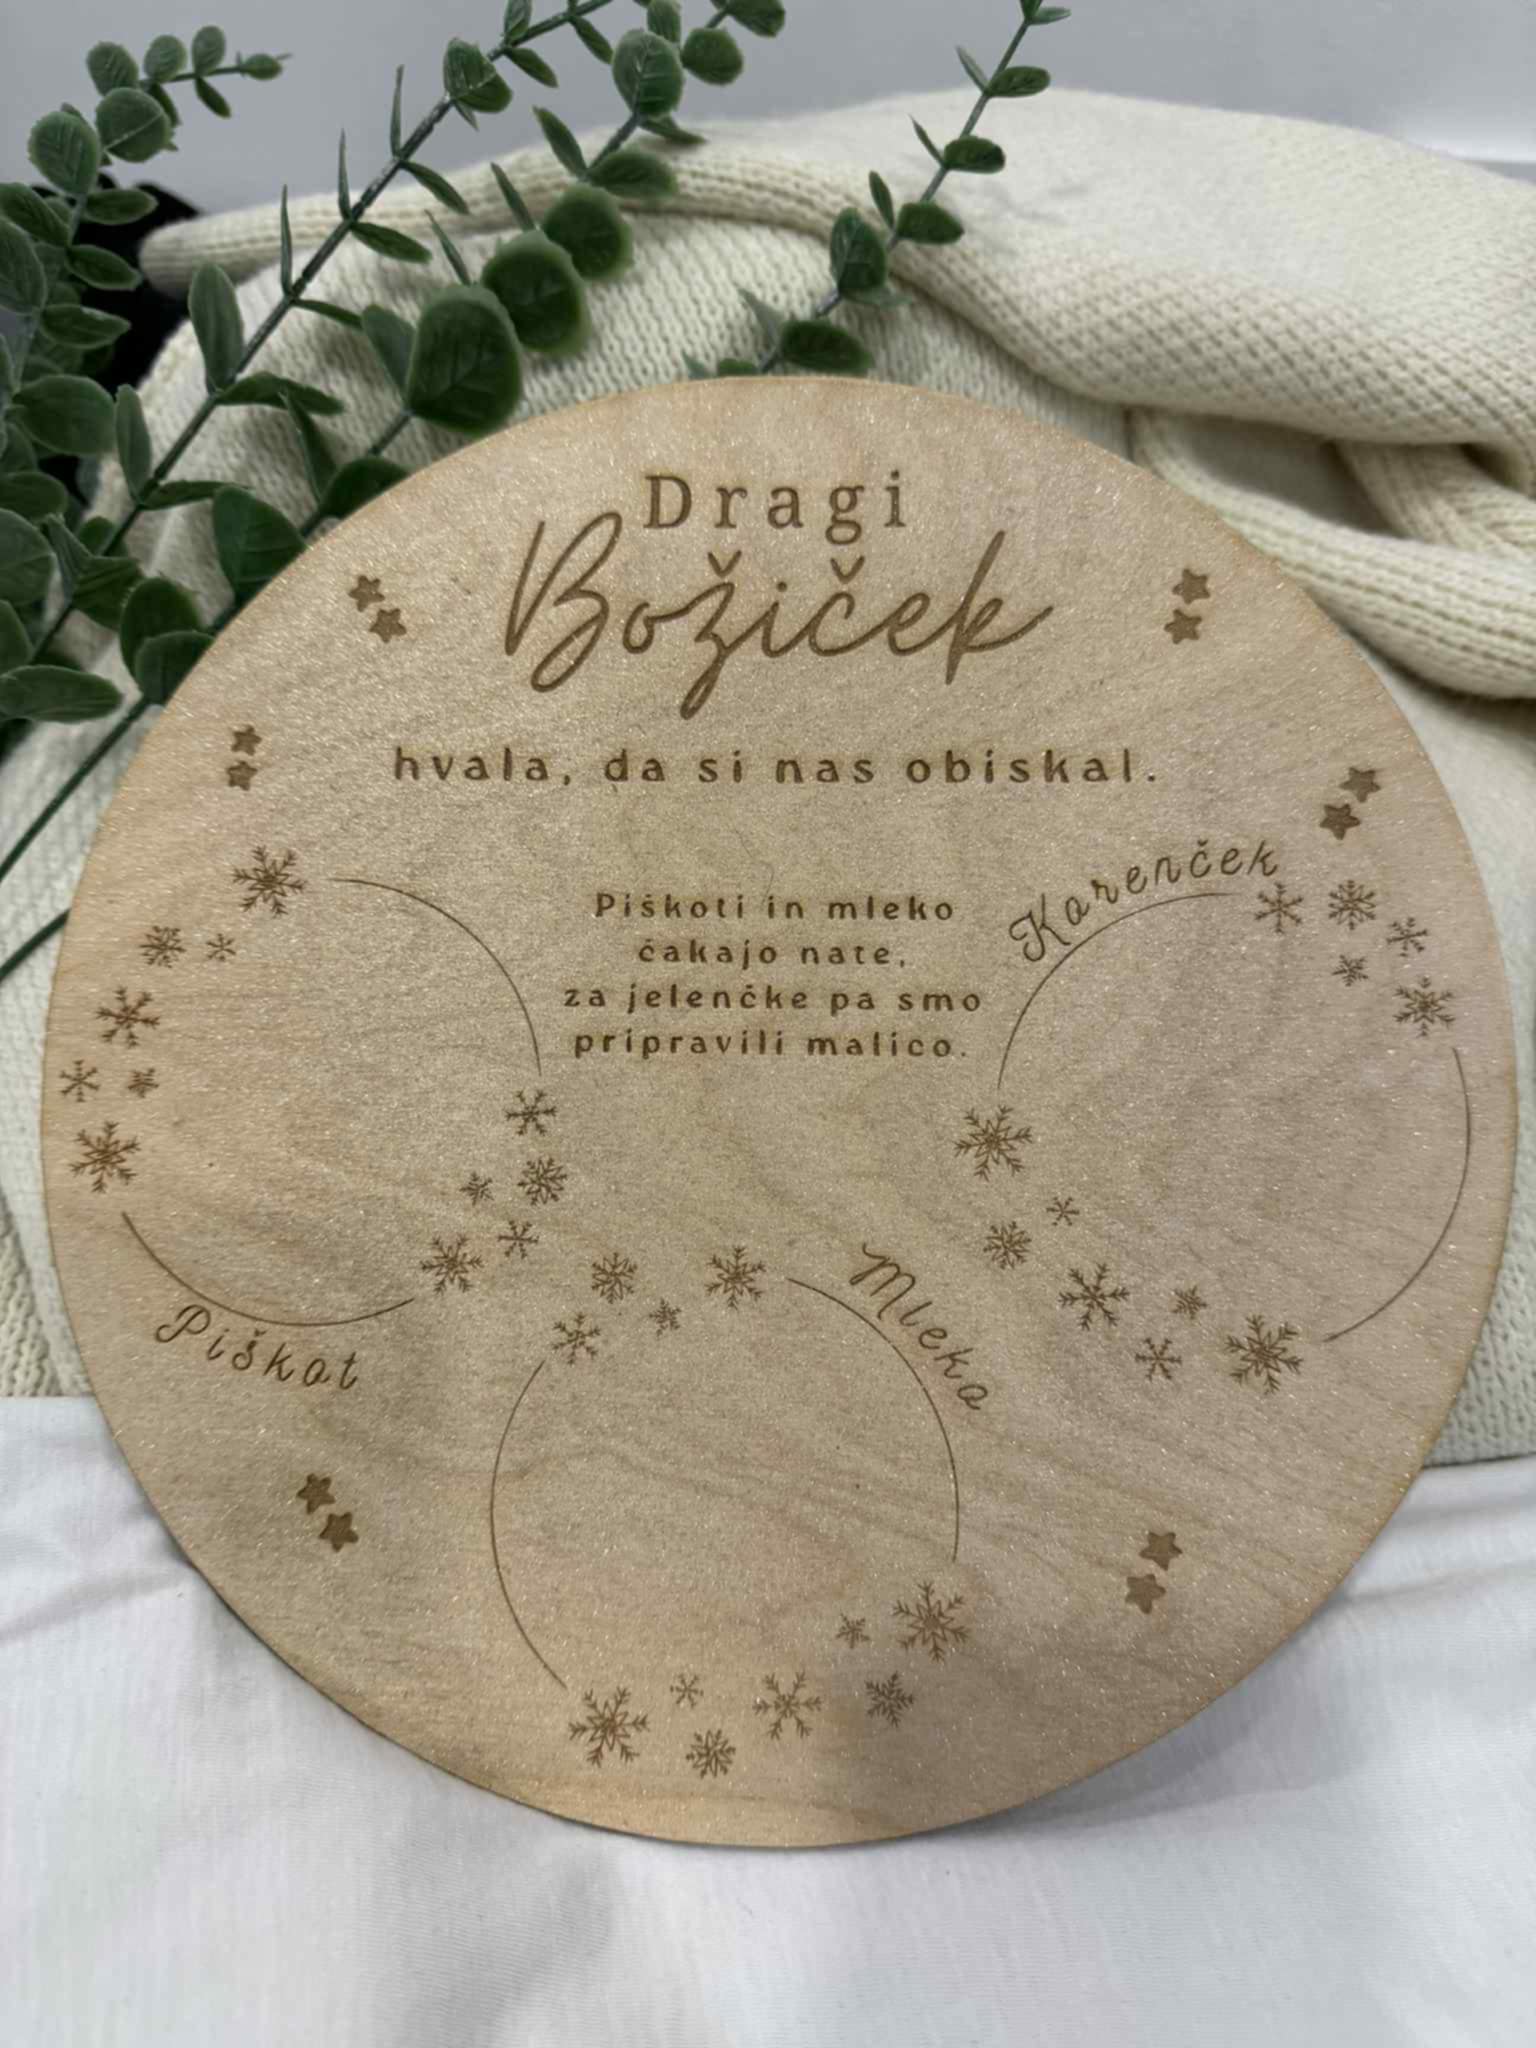 Dragi
Božiček
hvala, da si nas obiskal.
Piškoti in mleko
čakajo nate,
za jelenčke pa smo
pripravili malico.
Korenček
Piškot
Mleko